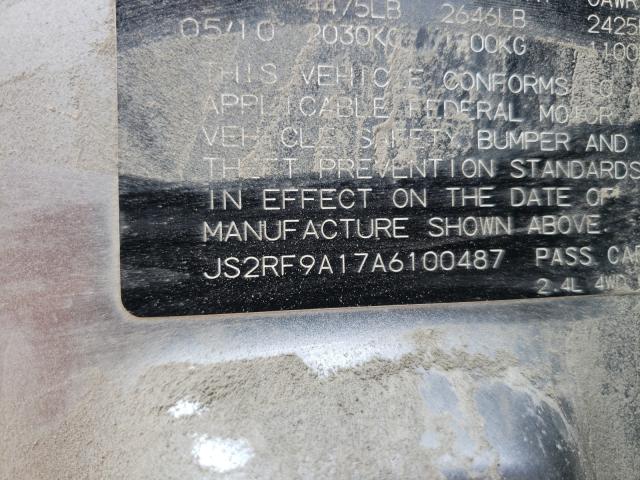 4475LB 2646LB 2425
05/10 2030KG 1200KG 1100
THIS VEHICLE CONFORMS TO
APPLICABLE FEDERAL MOTOR
VEHICLE SAFETY, BUMPER AND
THEFT PREVENTION STANDARDS
IN EFFECT ON THE DATE OF
MANUFACTURE SHOWN ABOVE.
JS2RF9A17A6100487 PASS CAR
2.4L 4WD